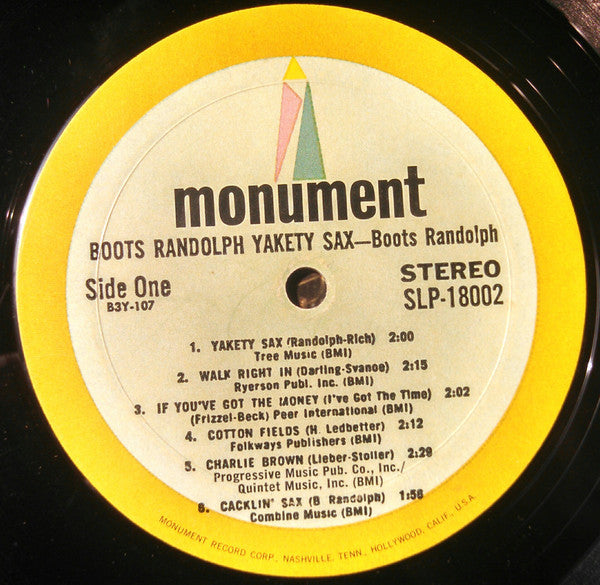 monument
BOOTS RANDOLPH YAKETY SAX—Boots Randolph
Side One
B3Y-107
STEREO
SLP-18002
1. YAKETY SAX (Randolph-Rich) 2:00
Tree Music (BMI)
2. WALK RIGHT IN (Darling-Svanoe) 2:15
Ryerson Publ. Inc. (BMI)
3. IF YOU'VE GOT THE MONEY (I've Got The Time) 2:02
(Frizzel-Beck) Peer International (BMI)
4. COTTON FIELDS (H. Ledbetter) 2:12
Folkways Publishers (BMI)
5. CHARLIE BROWN (Lieber-Stoller) 2:29
Progressive Music Pub. Co., Inc./
Quintet Music, Inc. (BMI)
6. CACKLIN' SAX (B Randolph) 1:58
Combine Music (BMI)
MONUMENT RECORD CORP., NASHVILLE, TENN., HOLLYWOOD, CALIF., U.S.A.